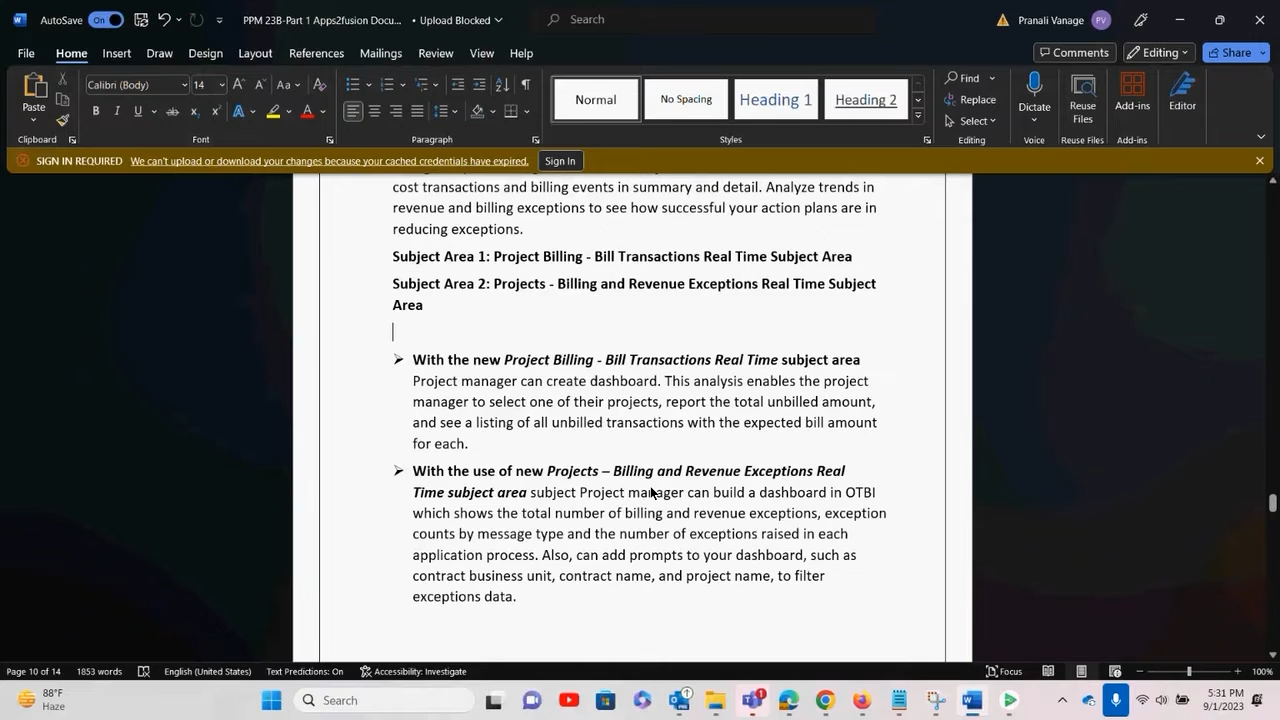 AutoSave On PPM 23B-Part 1 Apps2fusion Docu... • Upload Blocked Search Pranali Vanage PV
File Home Insert Draw Design Layout References Mailings Review View Help Comments Editing Share
Paste Calibri (Body) 14 Normal No Spacing Heading 1 Heading 2 Find Replace Select Dictate Reuse Files Add-ins Editor
Clipboard Font Paragraph Styles Editing Voice Reuse Files Add-ins
SIGN IN REQUIRED We can't upload or download your changes because your cached credentials have expired. Sign In
cost transactions and billing events in summary and detail. Analyze trends in
revenue and billing exceptions to see how successful your action plans are in
reducing exceptions.
Subject Area 1: Project Billing - Bill Transactions Real Time Subject Area
Subject Area 2: Projects - Billing and Revenue Exceptions Real Time Subject
Area
➢ With the new Project Billing - Bill Transactions Real Time subject area
Project manager can create dashboard. This analysis enables the project
manager to select one of their projects, report the total unbilled amount,
and see a listing of all unbilled transactions with the expected bill amount
for each.
➢ With the use of new Projects – Billing and Revenue Exceptions Real
Time subject area subject Project manager can build a dashboard in OTBI
which shows the total number of billing and revenue exceptions, exception
counts by message type and the number of exceptions raised in each
application process. Also, can add prompts to your dashboard, such as
contract business unit, contract name, and project name, to filter
exceptions data.
Page 10 of 14 1853 words English (United States) Text Predictions: On Accessibility: Investigate Focus 100%
88°F
Haze
Search
5:31 PM
9/1/2023